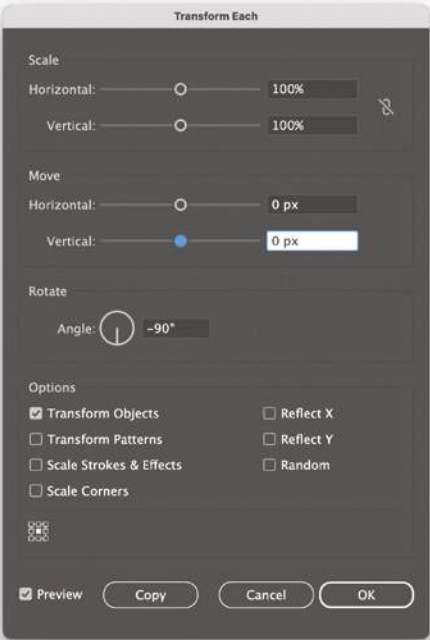 Transform Each
Scale
Horizontal: 100%
Vertical: 100%
Move
Horizontal: 0 px
Vertical: 0 px
Rotate
Angle: -90°
Options
Transform Objects Reflect X
Transform Patterns Reflect Y
Scale Strokes & Effects Random
Scale Corners
Preview Copy Cancel OK